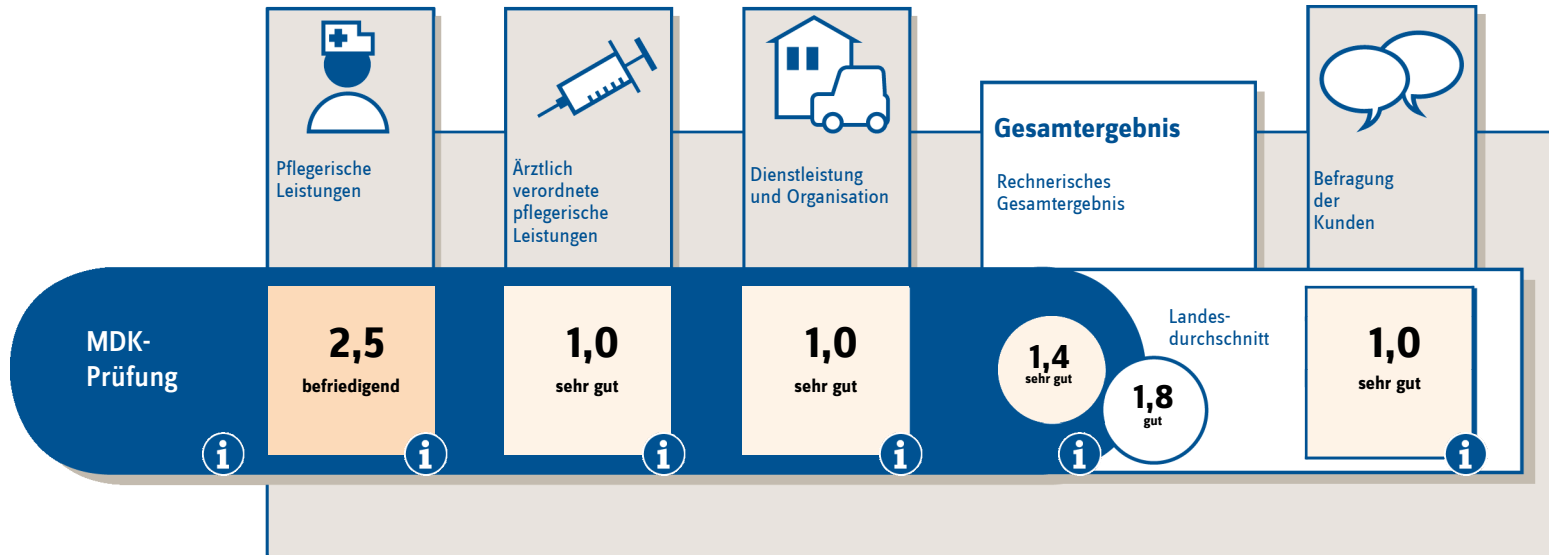 Pflegerische
Leistungen
Ärztlich
verordnete
pflegerische
Leistungen
Dienstleistung
und Organisation
Gesamtergebnis
Rechnerisches
Gesamtergebnis
Befragung
der
Kunden
MDK-
Prüfung
2,5
befriedigend
1,0
sehr gut
1,0
sehr gut
1,4
sehr gut
Landes-
durchschnitt
1,8
gut
1,0
sehr gut
i
i
i
i
i
i